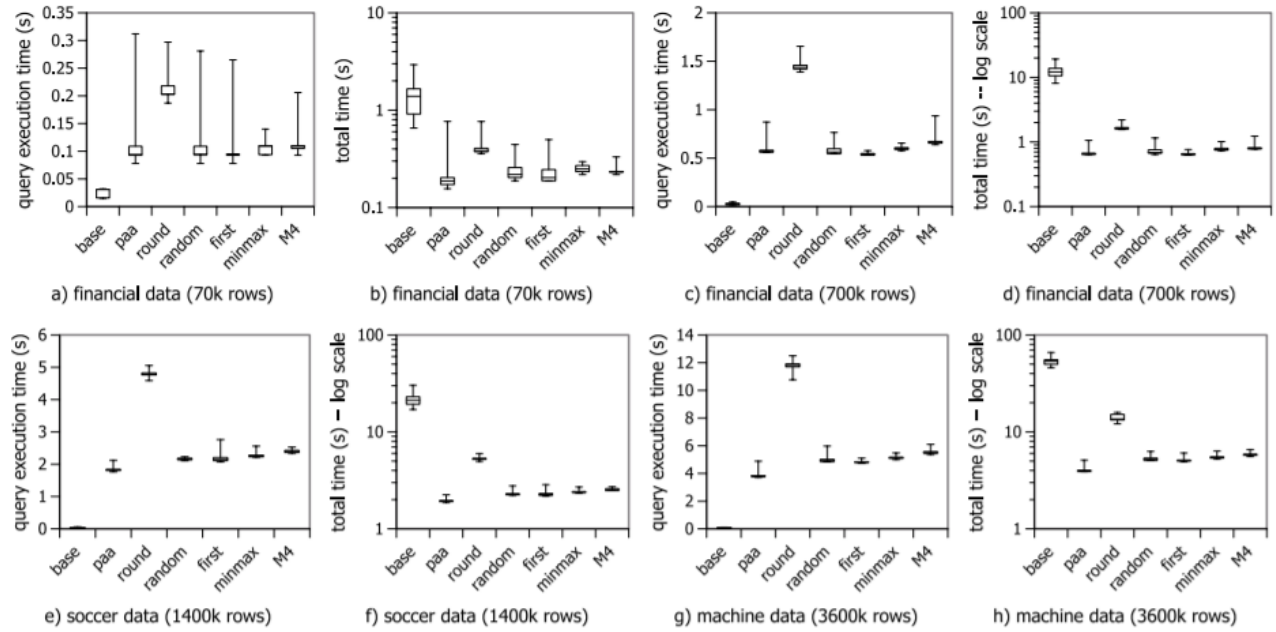 query execution time (s)
0.35
0.3
0.25
0.2
0.15
0.1
0.05
0
base
paa
round
random
first
minmax
M4
a) financial data (70k rows)
total time (s)
10
1
0.1
base
paa
round
random
first
minmax
M4
b) financial data (70k rows)
query execution time (s)
2
1.5
1
0.5
0
base
paa
round
random
first
minmax
M4
c) financial data (700k rows)
total time (s) -- log scale
100
10
1
0.1
base
paa
round
random
first
minmax
M4
d) financial data (700k rows)
query execution time (s)
6
5
4
3
2
1
0
base
paa
round
random
first
minmax
M4
e) soccer data (1400k rows)
total time (s) – log scale
100
10
1
base
paa
round
random
first
minmax
M4
f) soccer data (1400k rows)
query execution time (s)
14
12
10
8
6
4
2
0
base
paa
round
random
first
minmax
M4
g) machine data (3600k rows)
total time (s) – log scale
100
10
1
base
paa
round
random
first
minmax
M4
h) machine data (3600k rows)